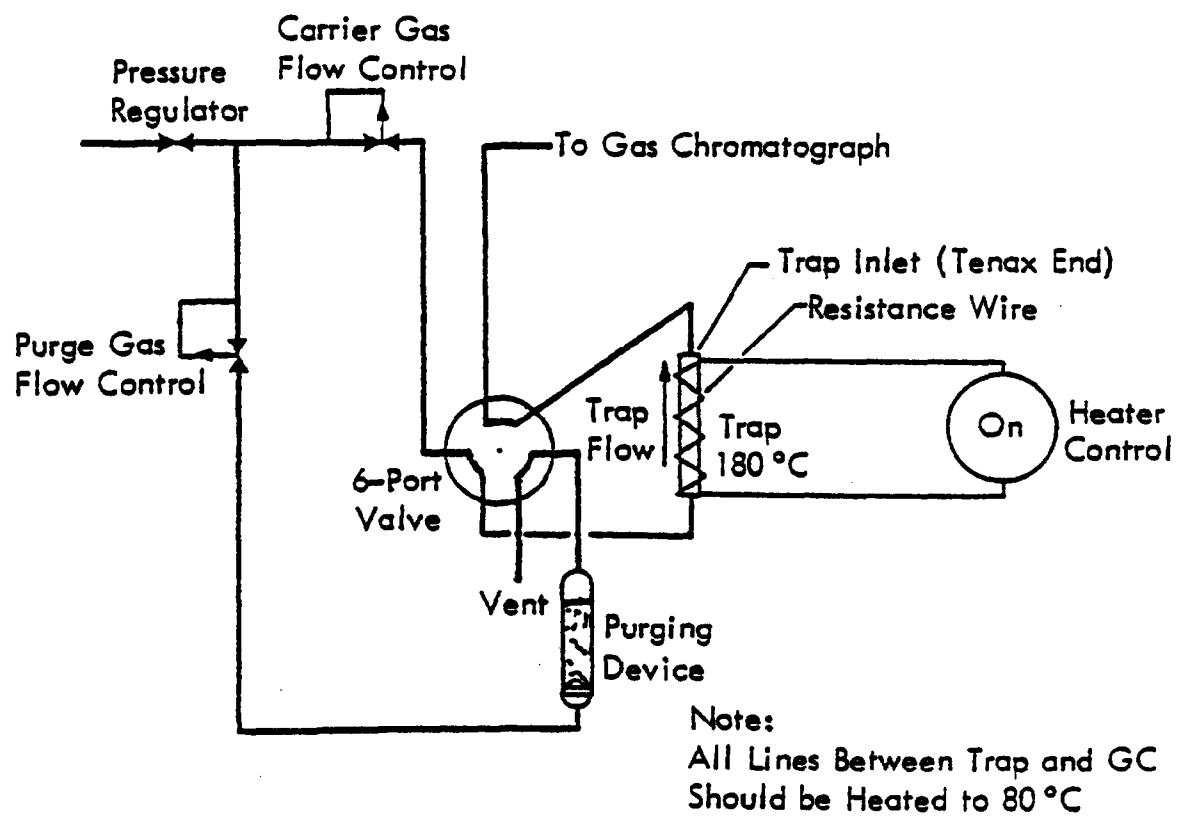 Carrier Gas
Flow Control
Pressure
Regulator
To Gas Chromatograph
Trap Inlet (Tenax End)
Resistance Wire
Purge Gas
Flow Control
Trap
Flow
Trap
180 °C
On
Heater
Control
6-Port
Valve
Vent
Purging
Device
Note:
All Lines Between Trap and GC
Should be Heated to 80 °C